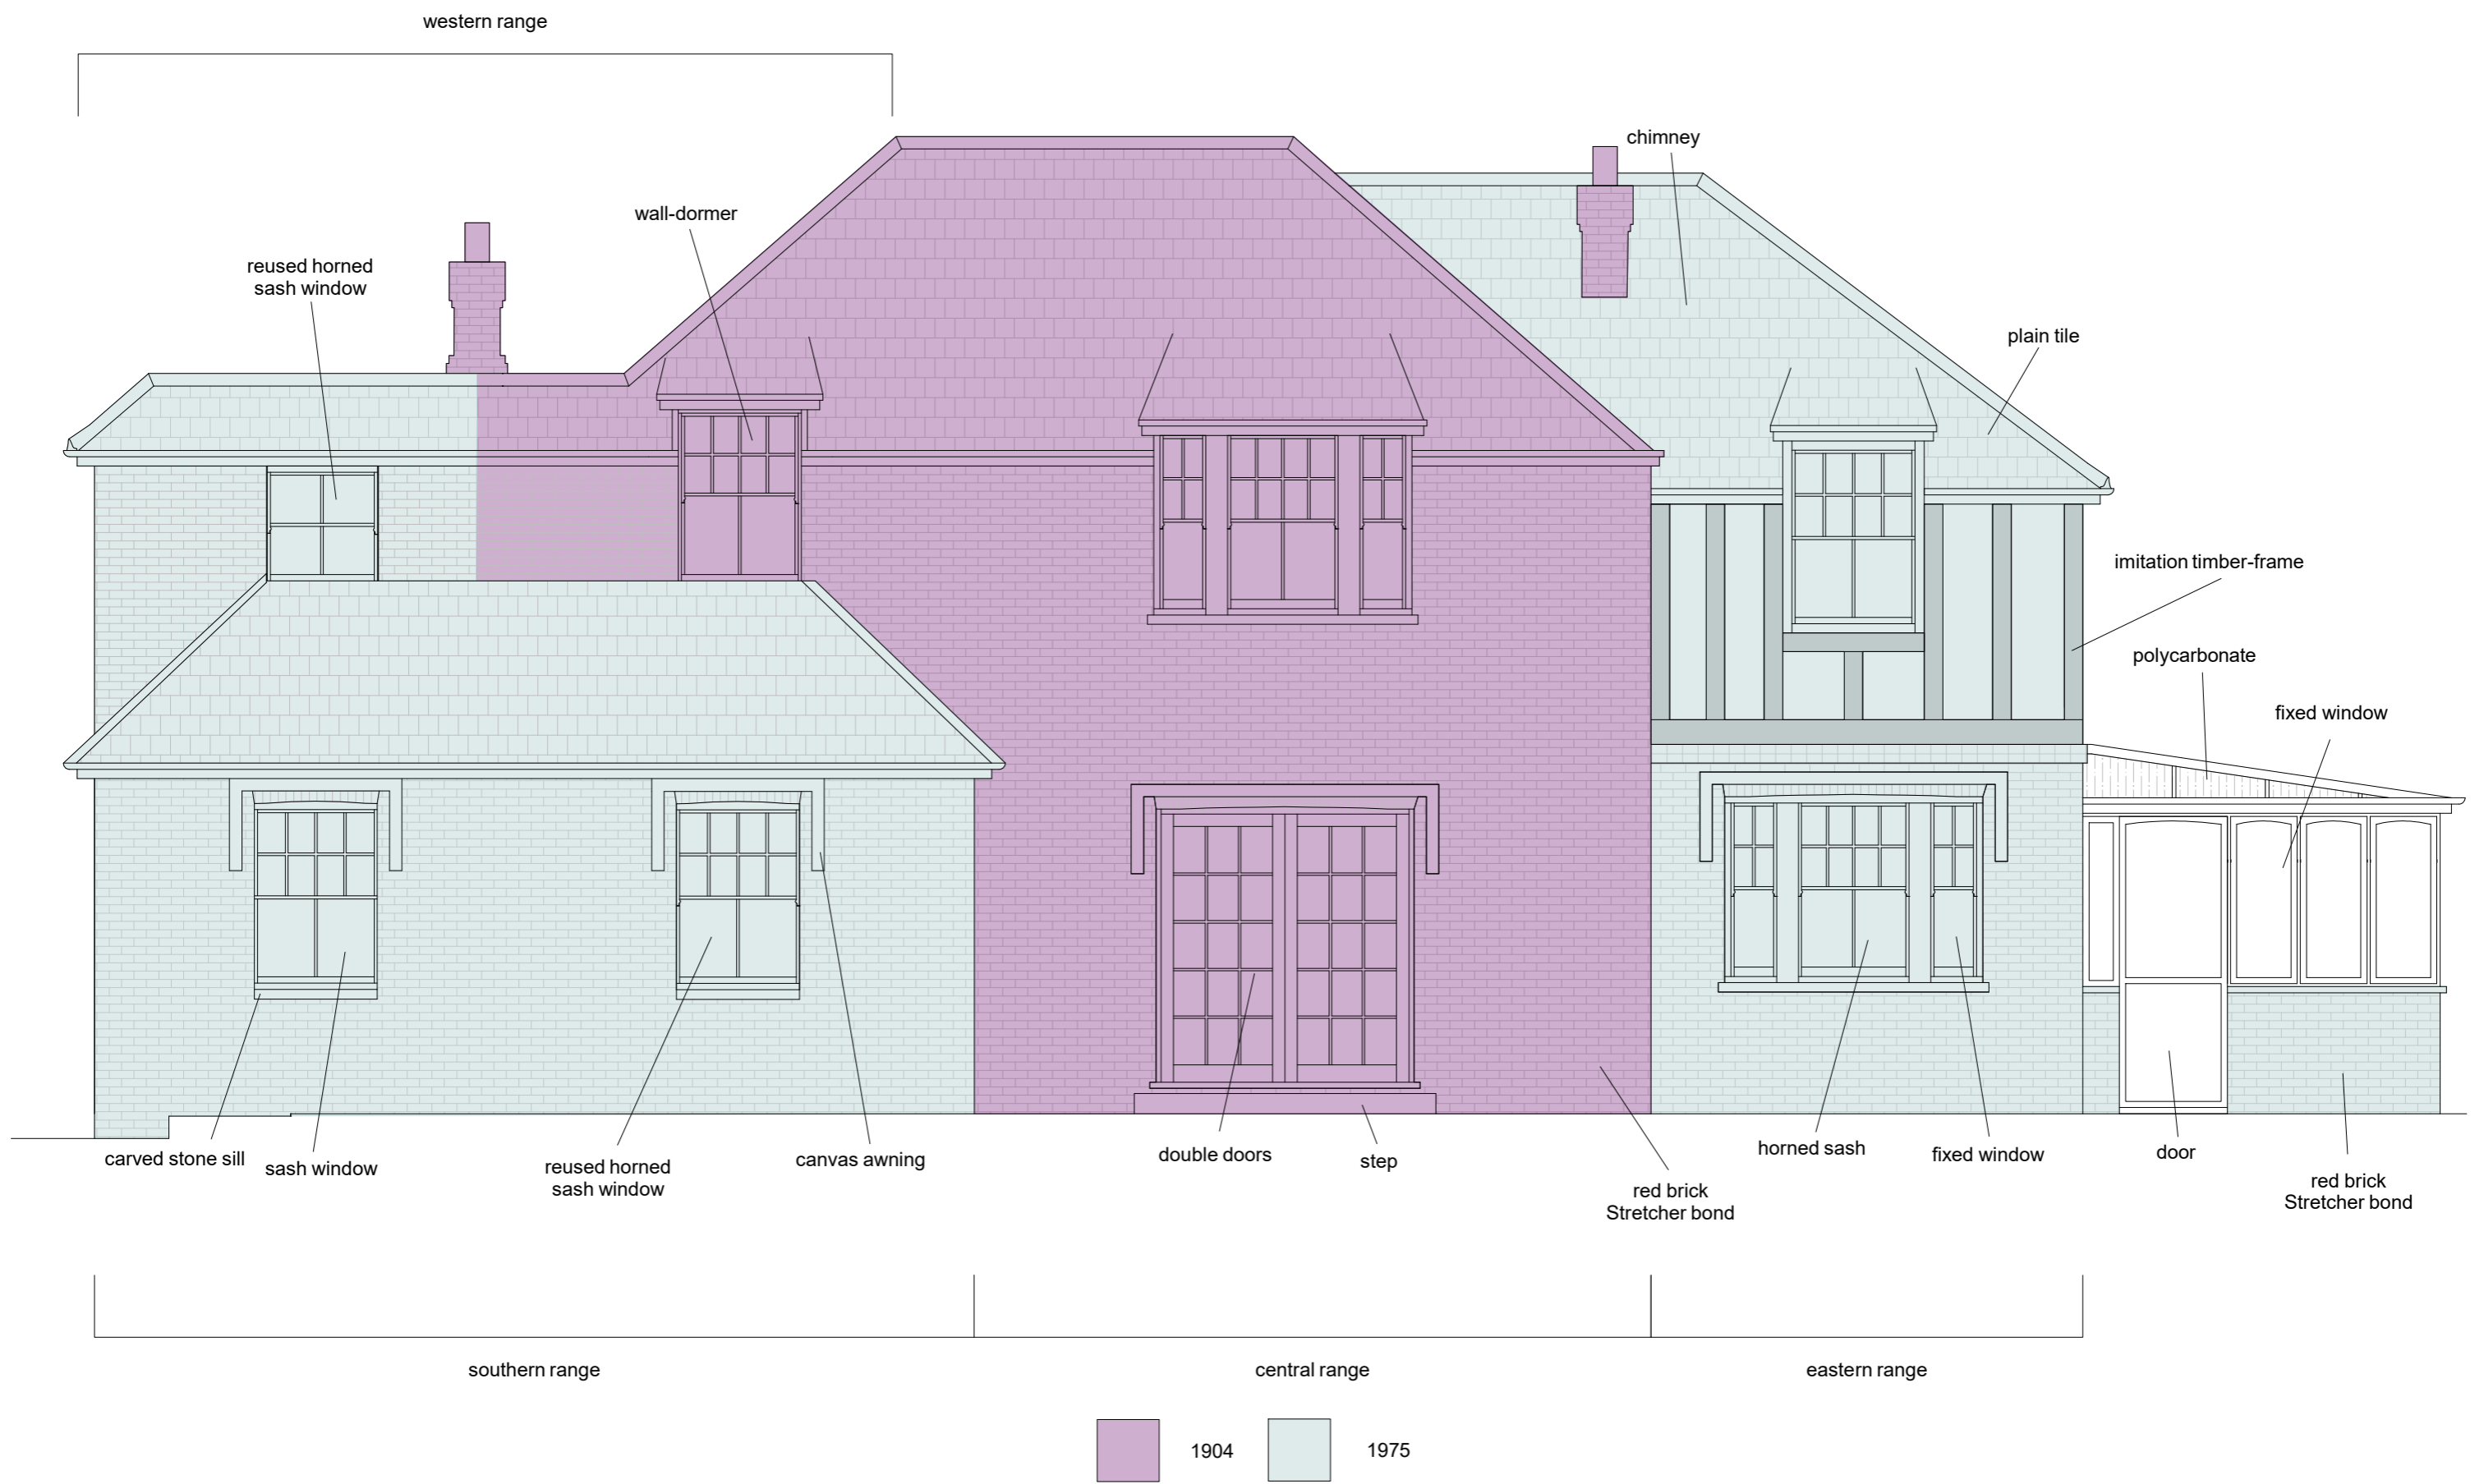 western range
chimney
wall-dormer
reused horned
sash window
plain tile
imitation timber-frame
polycarbonate
fixed window
carved stone sill
sash window
reused horned
sash window
canvas awning
double doors
step
red brick
Stretcher bond
horned sash
fixed window
door
red brick
Stretcher bond
southern range
central range
eastern range
1904
1975